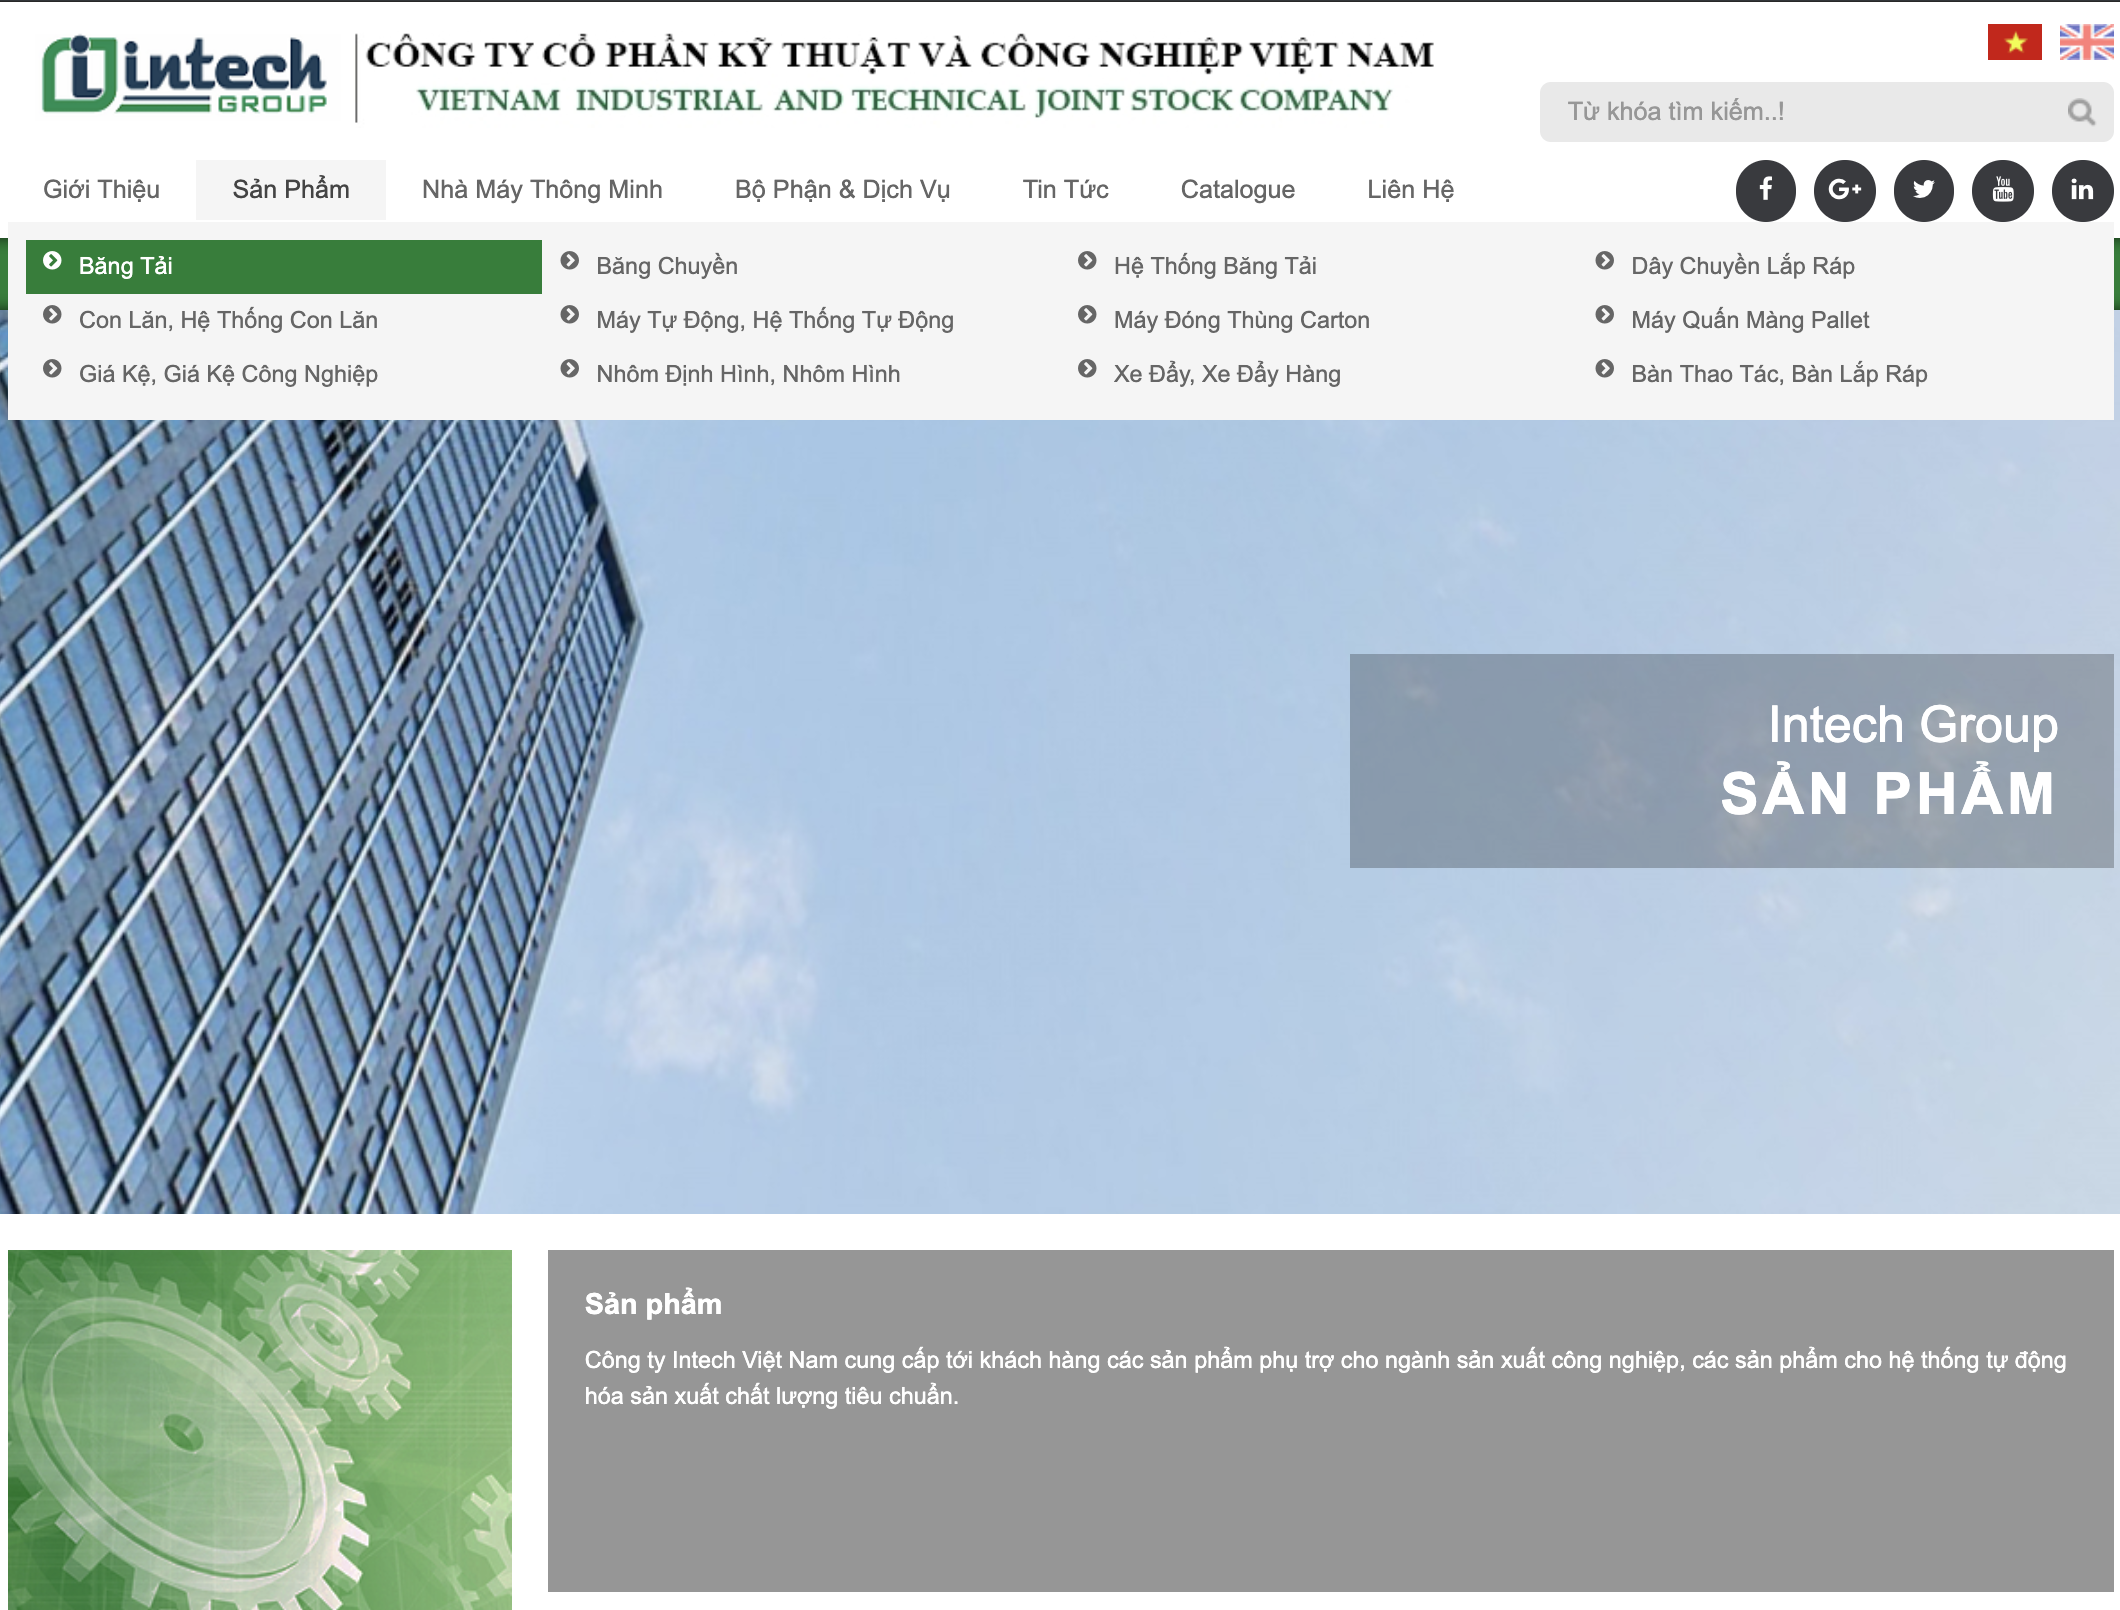 intech
GROUP
CÔNG TY CỔ PHẦN KỸ THUẬT VÀ CÔNG NGHIỆP VIỆT NAM
VIETNAM INDUSTRIAL AND TECHNICAL JOINT STOCK COMPANY
Từ khóa tìm kiếm..!
Giới Thiệu Sản Phẩm Nhà Máy Thông Minh Bộ Phận & Dịch Vụ Tin Tức Catalogue Liên Hệ
f G+ You Tube in
Băng Tải Băng Chuyền Hệ Thống Băng Tải Dây Chuyền Lắp Ráp
Con Lăn, Hệ Thống Con Lăn Máy Tự Động, Hệ Thống Tự Động Máy Đóng Thùng Carton Máy Quấn Màng Pallet
Giá Kệ, Giá Kệ Công Nghiệp Nhôm Định Hình, Nhôm Hình Xe Đẩy, Xe Đẩy Hàng Bàn Thao Tác, Bàn Lắp Ráp
Intech Group
SẢN PHẨM
Sản phẩm
Công ty Intech Việt Nam cung cấp tới khách hàng các sản phẩm phụ trợ cho ngành sản xuất công nghiệp, các sản phẩm cho hệ thống tự động
hóa sản xuất chất lượng tiêu chuẩn.